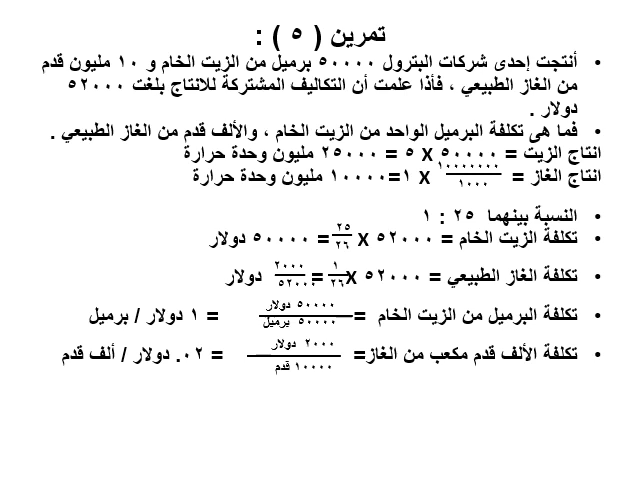 تمرين ( ٥ ) :
• أنتجت إحدى شركات البترول ٥٠٠٠٠ برميل من الزيت الخام و ١٠ مليون قدم
من الغاز الطبيعي ، فأذا علمت أن التكاليف المشتركة للانتاج بلغت ٥٢٠٠٠
دولار .
• فما هى تكلفة البرميل الواحد من الزيت الخام ، والألف قدم من الغاز الطبيعي .
انتاج الزيت = ٥٠٠٠٠ x ٥ = ٢٥٠٠٠ مليون وحدة حرارة
انتاج الغاز = ١٠٠٠٠٠٠٠ / ١٠٠٠ x ١ =١٠٠٠٠ مليون وحدة حرارة
• النسبة بينهما ٢٥ : ١
• تكلفة الزيت الخام = ٥٢٠٠٠ x ٢٥ / ٢٦ = ٥٠٠٠٠ دولار
• تكلفة الغاز الطبيعي = ٥٢٠٠٠ x ١ / ٢٦ = ٢٠٠٠ / ٥٢٠٠٠ دولار
• تكلفة البرميل من الزيت الخام = ٥٠٠٠٠ دولار / ٥٠٠٠٠ برميل = ١ دولار / برميل
• تكلفة الألف قدم مكعب من الغاز= ٢٠٠٠ دولار / ١٠٠٠٠ قدم = ٠٢. دولار / ألف قدم